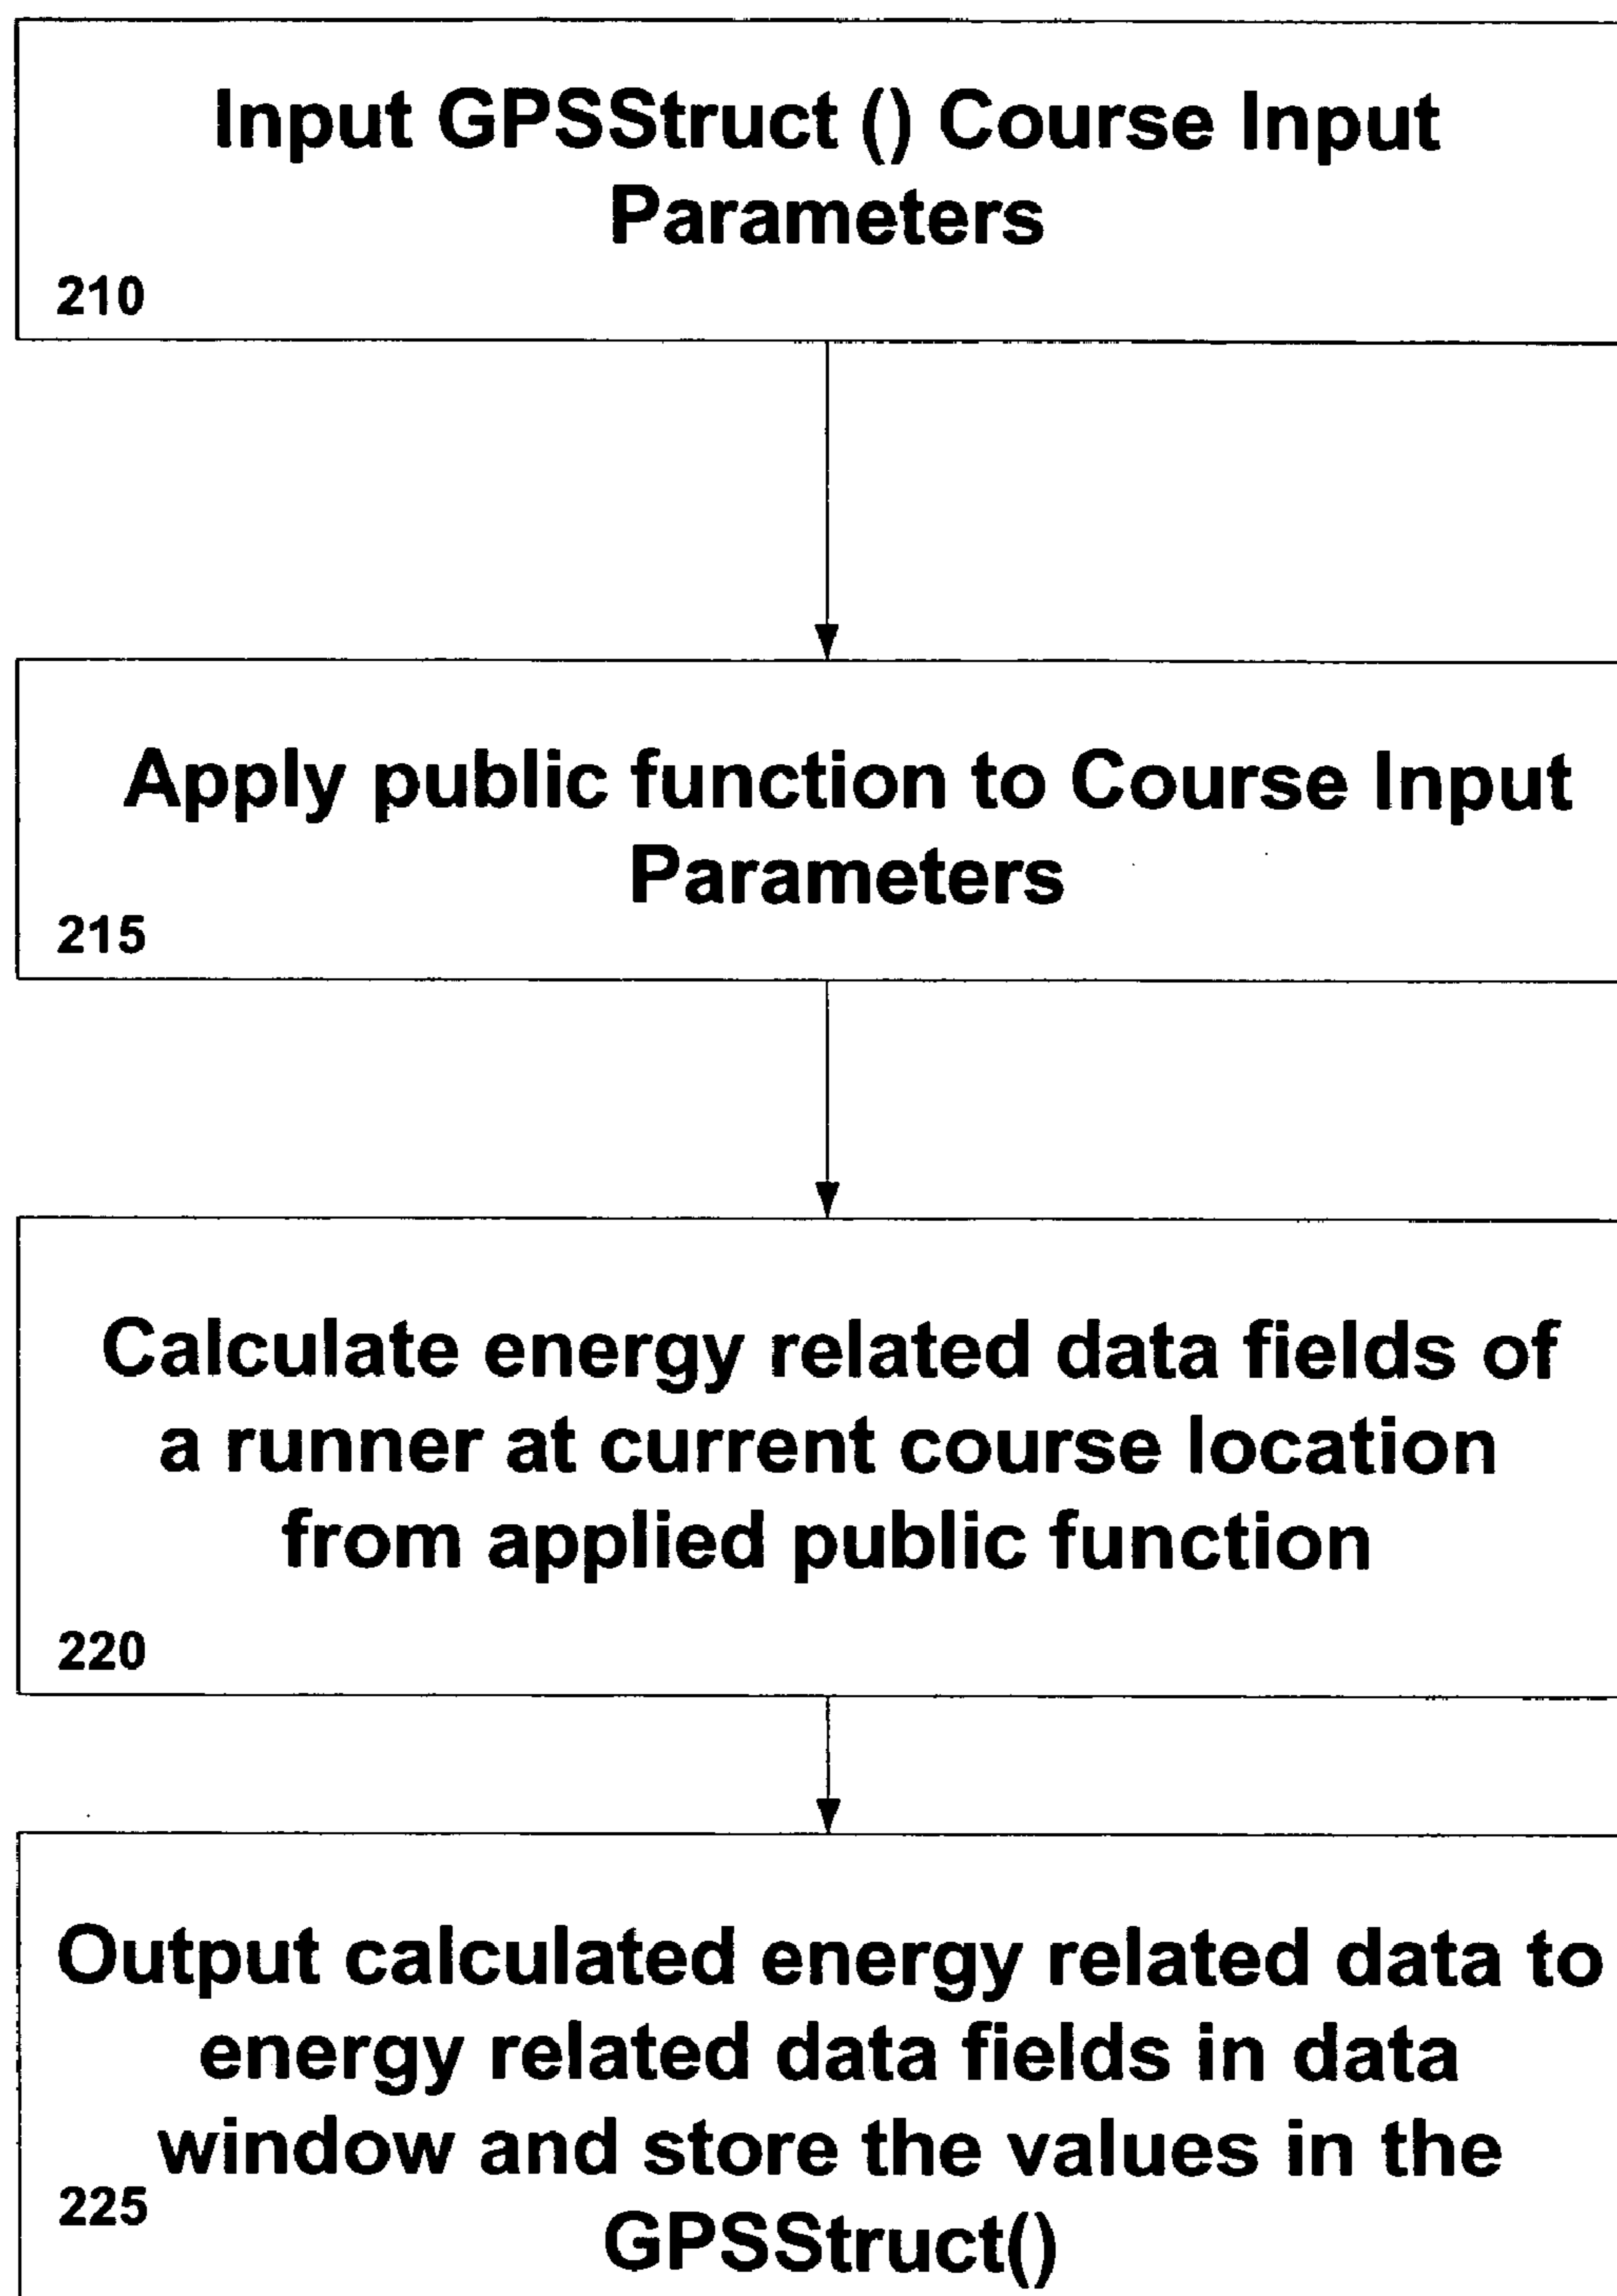 Input GPSStruct () Course Input
Parameters
210
Apply public function to Course Input
Parameters
215
Calculate energy related data fields of
a runner at current course location
from applied public function
220
Output calculated energy related data to
energy related data fields in data
window and store the values in the
225
GPSStruct()